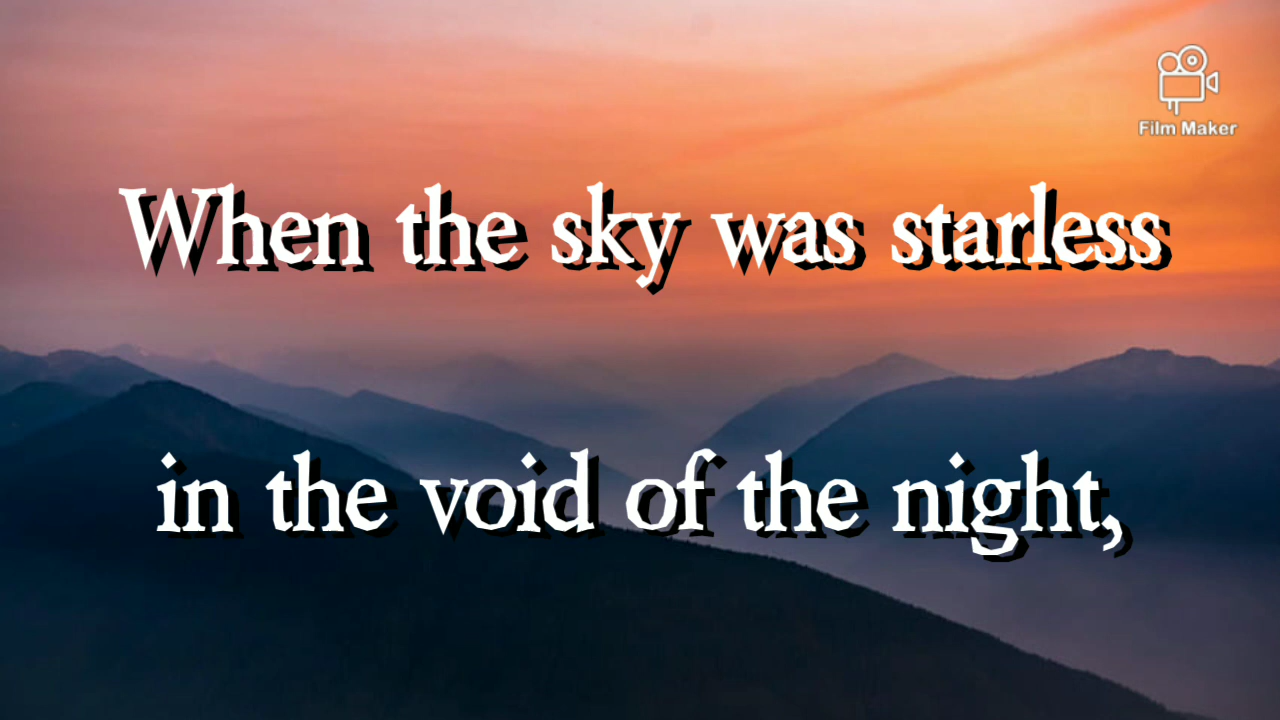 Film Maker
When the sky was starless
in the void of the night,